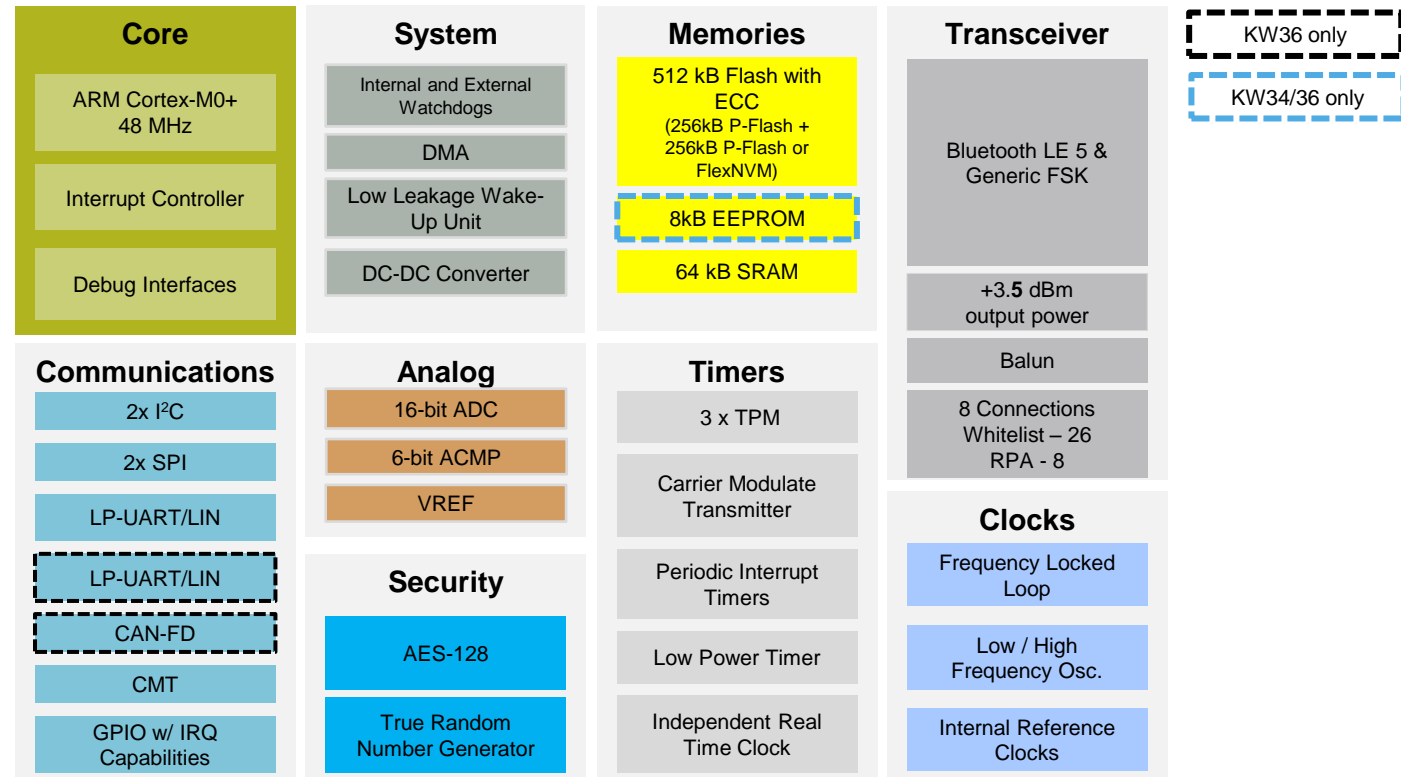 Core
ARM Cortex-M0+
48 MHz
Interrupt Controller
Debug Interfaces
System
Internal and External
Watchdogs
DMA
Low Leakage Wake-
Up Unit
DC-DC Converter
Memories
512 kB Flash with
ECC
(256kB P-Flash +
256kB P-Flash or
FlexNVM)
8kB EEPROM
64 kB SRAM
Transceiver
Bluetooth LE 5 &
Generic FSK
+3.5 dBm
output power
Balun
8 Connections
Whitelist – 26
RPA - 8
KW36 only
KW34/36 only
Communications
2x I²C
2x SPI
LP-UART/LIN
LP-UART/LIN
CAN-FD
CMT
GPIO w/ IRQ
Capabilities
Analog
16-bit ADC
6-bit ACMP
VREF
Security
AES-128
True Random
Number Generator
Timers
3 x TPM
Carrier Modulate
Transmitter
Periodic Interrupt
Timers
Low Power Timer
Independent Real
Time Clock
Clocks
Frequency Locked
Loop
Low / High
Frequency Osc.
Internal Reference
Clocks